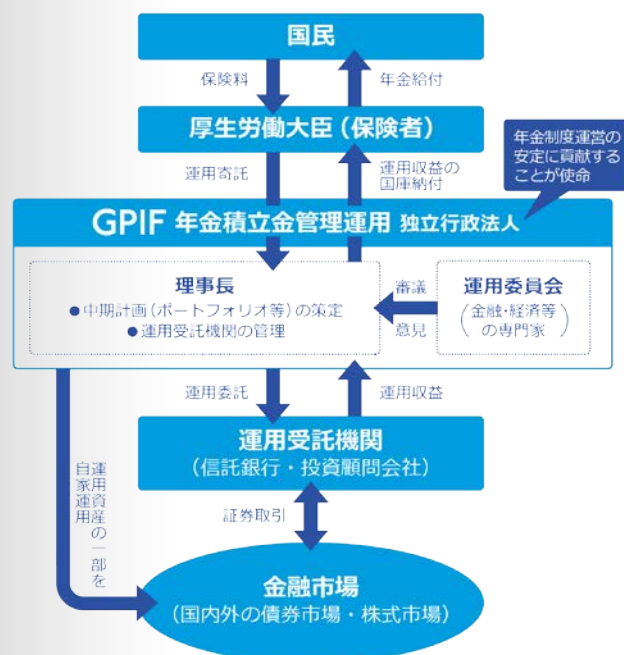 国民
保険料
年金給付
厚生労働大臣（保険者）
年金制度運営の
安定に貢献する
ことが使命
運用寄託
運用収益の
国庫納付
GPIF 年金積立金管理運用 独立行政法人
理事長
●中期計画（ポートフォリオ等）の策定
●運用受託機関の管理
審議
意見
運用委員会
（金融・経済等
の専門家）
運用委託
運用収益
運用受託機関
（信託銀行・投資顧問会社）
運用資産の一部を
自家運用
証券取引
金融市場
（国内外の債券市場・株式市場）